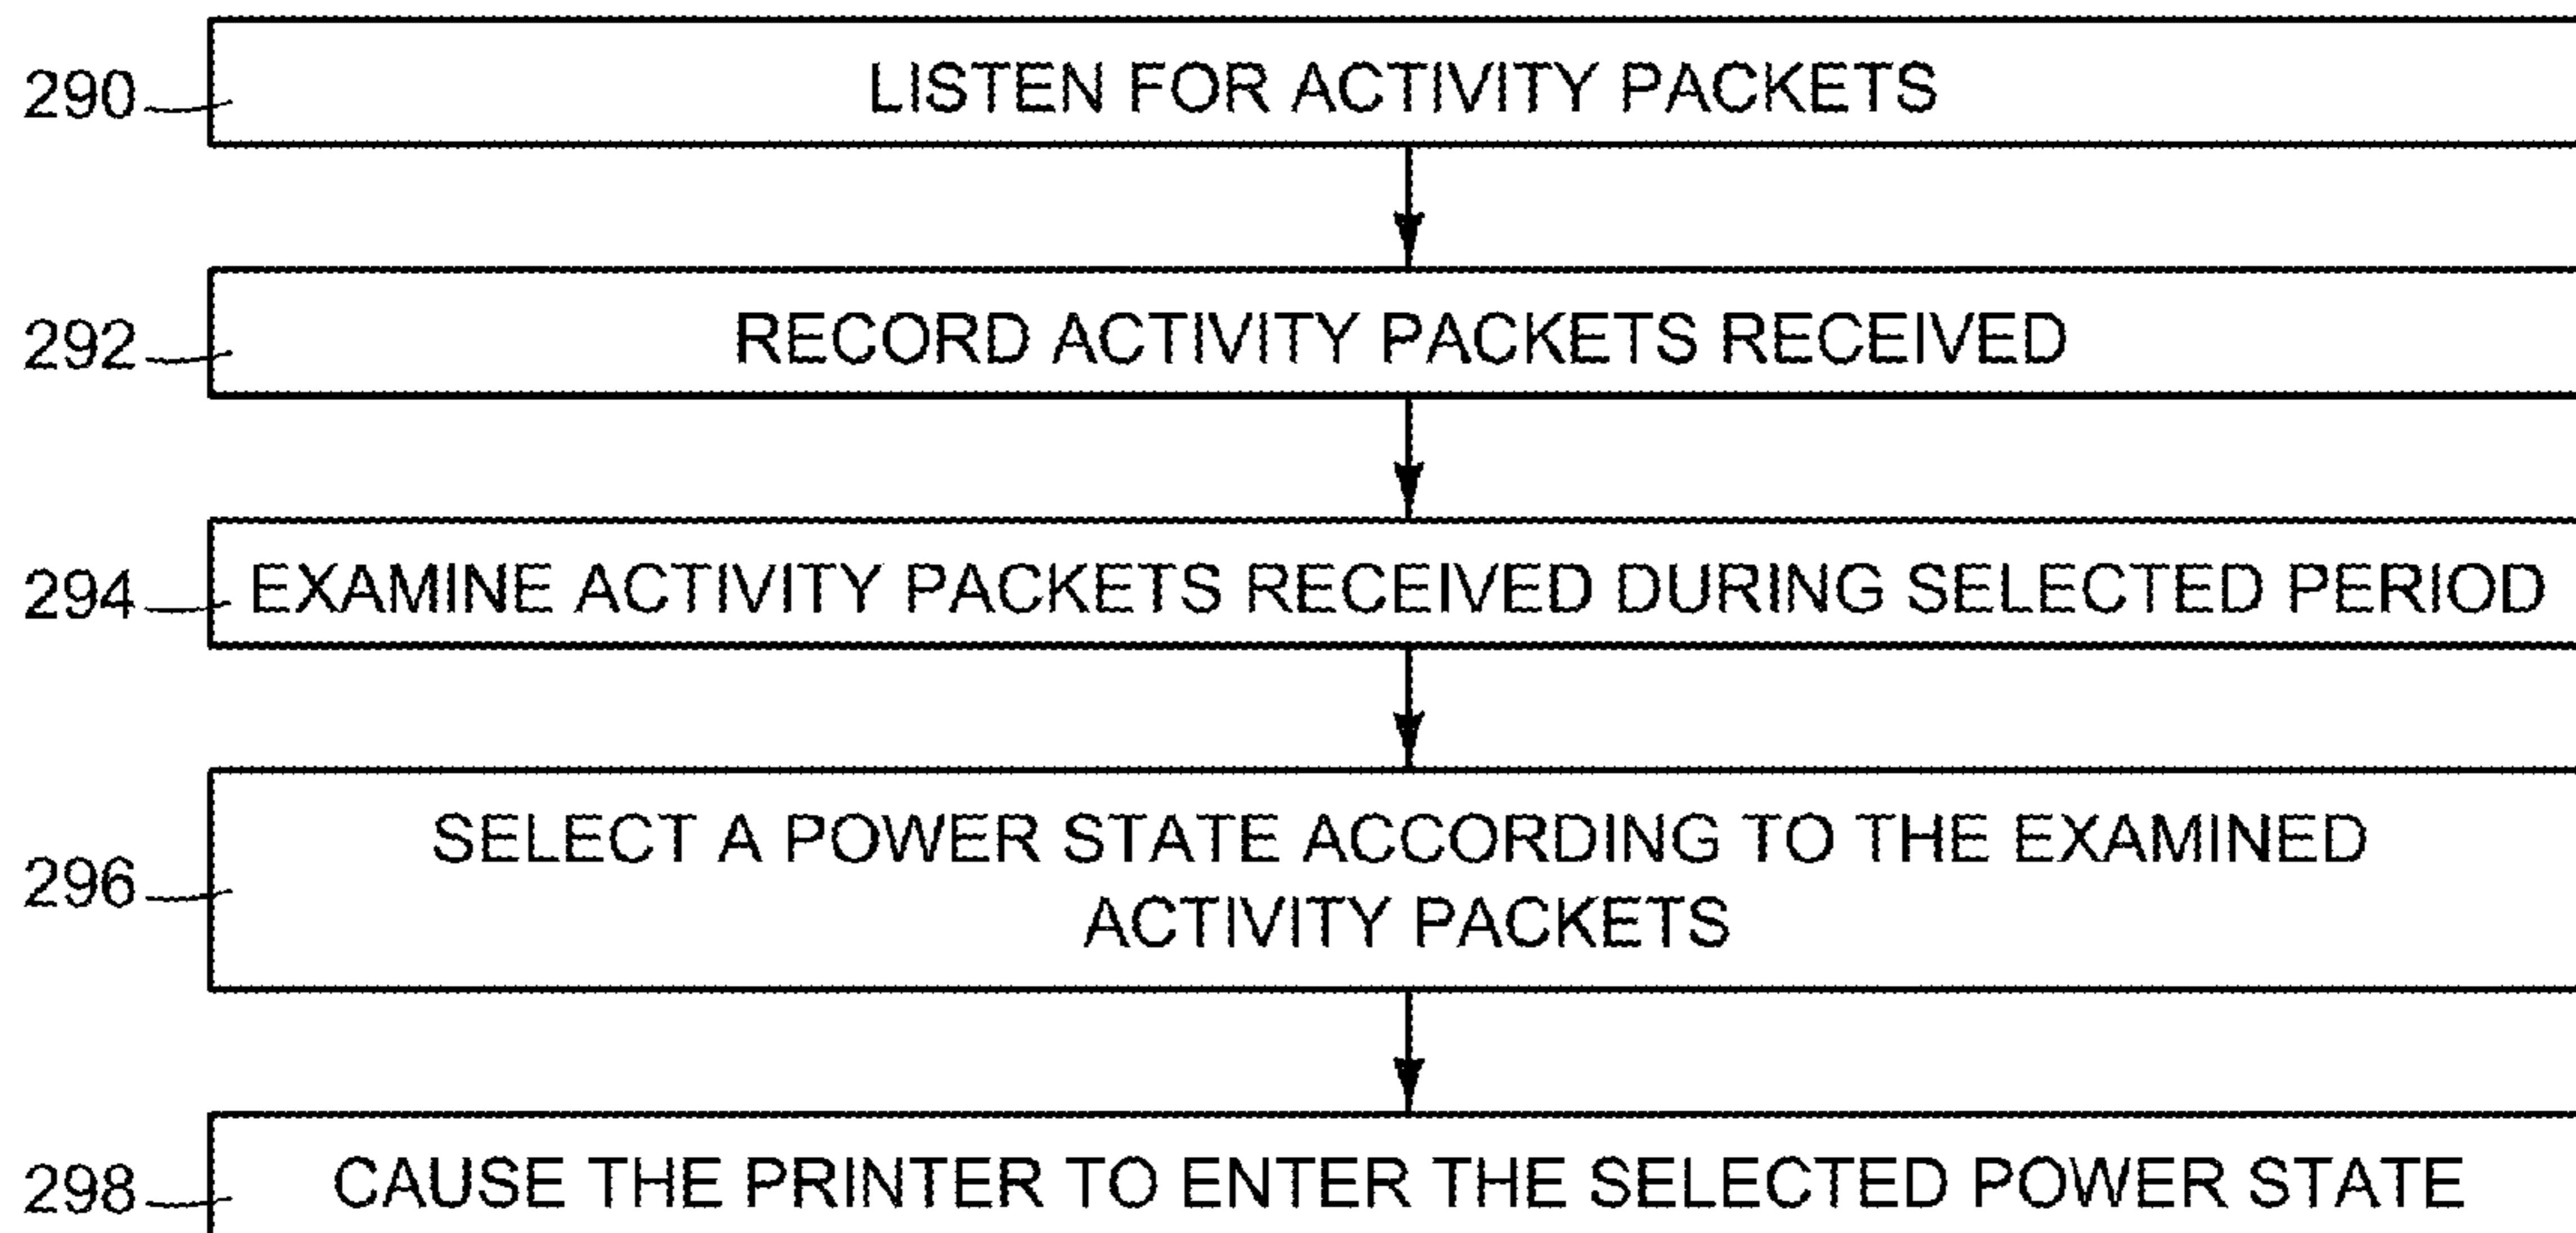 290
LISTEN FOR ACTIVITY PACKETS
292
RECORD ACTIVITY PACKETS RECEIVED
294
EXAMINE ACTIVITY PACKETS RECEIVED DURING SELECTED PERIOD
296
SELECT A POWER STATE ACCORDING TO THE EXAMINED
ACTIVITY PACKETS
298
CAUSE THE PRINTER TO ENTER THE SELECTED POWER STATE